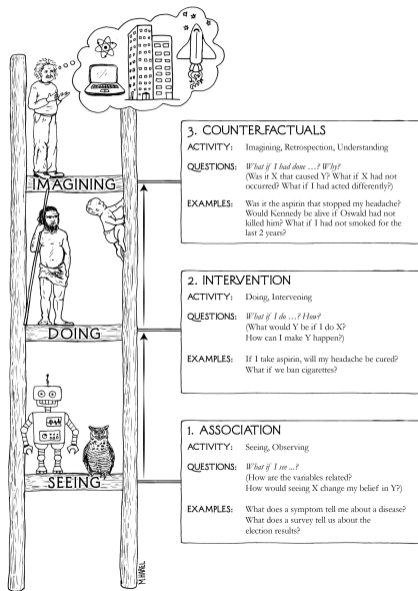 3. COUNTERFACTUALS
ACTIVITY: Imagining, Retrospection, Understanding
QUESTIONS: What if I had done …? Why?
(Was it X that caused Y? What if X had not
occurred? What if I had acted differently?)
EXAMPLES: Was it the aspirin that stopped my headache?
Would Kennedy be alive if Oswald had not
killed him? What if I had not smoked for the
last 2 years?
IMAGINING
2. INTERVENTION
ACTIVITY: Doing, Intervening
QUESTIONS: What if I do …? How?
(What would Y be if I do X?
How can I make Y happen?)
EXAMPLES: If I take aspirin, will my headache be cured?
What if we ban cigarettes?
DOING
1. ASSOCIATION
ACTIVITY: Seeing, Observing
QUESTIONS: What if I see ...?
(How are the variables related?
How would seeing X change my belief in Y?)
EXAMPLES: What does a symptom tell me about a disease?
What does a survey tell us about the
election results?
SEEING
M.HAREL